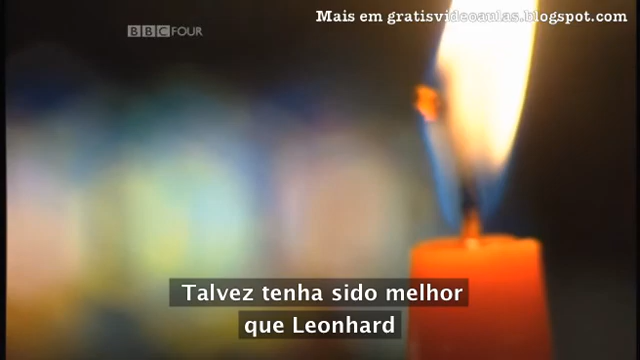 Mais em gratisvideoaulas.blogspot.com
BBC FOUR
Talvez tenha sido melhor
que Leonhard